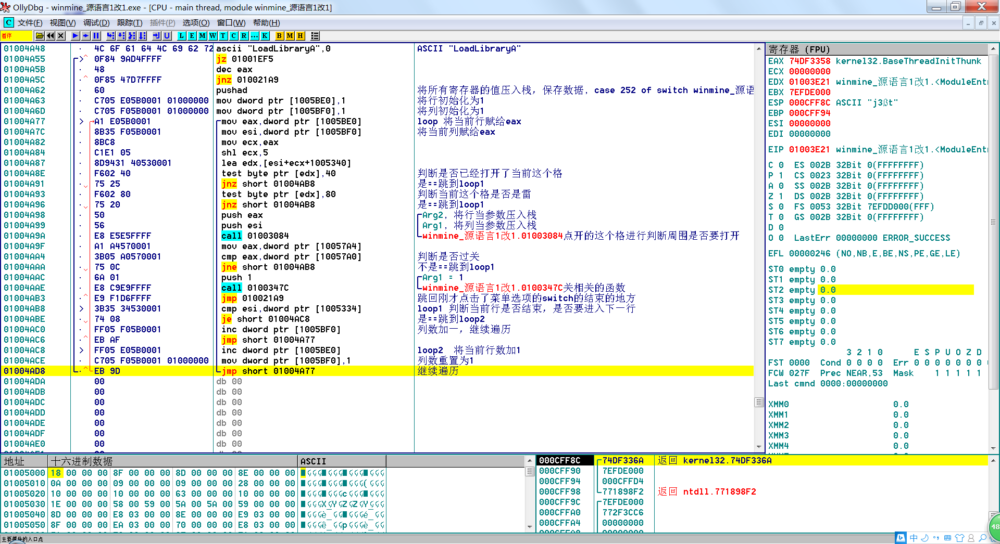 OllyDbg - winmine_源语言1改1.exe - [CPU - main thread, module winmine_源语言1改1]
C 文件(F) 视图(V) 调试(D) 跟踪(T) 插件(P) 选项(O) 窗口(W) 帮助(H)
暂停 L E M W T C R ... K B M H
01004A48 · 4C 6F 61 64 4C 69 62 72 ascii "LoadLibraryA",0 ASCII "LoadLibraryA"
01004A55 0F84 9AD4FFFF jz 01001EF5
01004A5B · 48 dec eax
01004A5C · 0F85 47D7FFFF jnz 010021A9
01004A62 · 60 pushad 将所有寄存器的值压入栈，保存数据, case 252 of switch winmine_源语
01004A63 · C705 E05B0001 01000000 mov dword ptr [1005BE0],1 将行初始化为1
01004A6D · C705 F05B0001 01000000 mov dword ptr [1005BF0],1 将列初始化为1
01004A77 > A1 E05B0001 mov eax,dword ptr [1005BE0] loop 将当前行赋给eax
01004A7C · 8B35 F05B0001 mov esi,dword ptr [1005BF0] 将当前列赋给eax
01004A82 · 8BC8 mov ecx,eax
01004A84 · C1E1 05 shl ecx,5
01004A87 · 8D9431 40530001 lea edx,[esi+ecx+1005340]
01004A8E · F602 40 test byte ptr [edx],40 判断是否已经打开了当前这个格
01004A91 · 75 25 jnz short 01004AB8 是==跳到loop1
01004A93 · F602 80 test byte ptr [edx],80 判断当前这个格是否是雷
01004A96 · 75 20 jnz short 01004AB8 是==跳到loop1
01004A98 · 50 push eax Arg2, 将行当参数压入栈
01004A99 · 56 push esi Arg1, 将列当参数压入栈
01004A9A · E8 E5E5FFFF call 01003084 winmine_源语言1改1.01003084点开的这个格进行判断周围是否要打开
01004A9F · A1 A4570001 mov eax,dword ptr [10057A4]
01004AA4 · 3B05 A0570001 cmp eax,dword ptr [10057A0] 判断是否过关
01004AAA · 75 0C jne short 01004AB8 不是==跳到loop1
01004AAC · 6A 01 push 1 Arg1 = 1
01004AAE · E8 C9E9FFFF call 0100347C winmine_源语言1改1.0100347C关相关的函数
01004AB3 · E9 F1D6FFFF jmp 010021A9 跳回刚才点击了菜单选项的switch的结束的地方
01004AB8 > 3B35 34530001 cmp esi,dword ptr [1005334] loop1 判断当前行是否结束，是否要进入下一行
01004ABE · 74 08 je short 01004AC8 是==跳到loop2
01004AC0 · FF05 F05B0001 inc dword ptr [1005BF0] 列数加一，继续遍历
01004AC6 · EB AF jmp short 01004A77
01004AC8 > FF05 E05B0001 inc dword ptr [1005BE0] loop2 将当前行数加1
01004ACE · C705 F05B0001 01000000 mov dword ptr [1005BF0],1 列数重置为1
01004AD8 · EB 9D jmp short 01004A77 继续遍历
01004ADA 00 db 00
01004ADB 00 db 00
01004ADC 00 db 00
01004ADD 00 db 00
01004ADE 00 db 00
01004ADF 00 db 00
01004AE0 00 db 00
寄存器 (FPU)
EAX 74DF3358 kernel32.BaseThreadInitThunk
ECX 00000000
EDX 01003E21 winmine_源语言1改1.<ModuleEntr
EBX 7EFDE000
ESP 000CFF8C ASCII "j3ßt"
EBP 000CFF94
ESI 00000000
EDI 00000000
EIP 01003E21 winmine_源语言1改1.<ModuleEntr
C 0 ES 002B 32Bit 0(FFFFFFFF)
P 1 CS 0023 32Bit 0(FFFFFFFF)
A 0 SS 002B 32Bit 0(FFFFFFFF)
Z 1 DS 002B 32Bit 0(FFFFFFFF)
S 0 FS 0053 32Bit 7EFDD000(FFF)
T 0 GS 002B 32Bit 0(FFFFFFFF)
D 0
O 0 LastErr 00000000 ERROR_SUCCESS
EFL 00000246 (NO,NB,E,BE,NS,PE,GE,LE)
ST0 empty 0.0
ST1 empty 0.0
ST2 empty 0.0
ST3 empty 0.0
ST4 empty 0.0
ST5 empty 0.0
ST6 empty 0.0
ST7 empty 0.0
3 2 1 0 E S P U O Z D
FST 0000 Cond 0 0 0 0 Err 0 0 0 0 0 0 0
FCW 027F Prec NEAR,53 Mask 1 1 1 1 1
Last cmnd 0000:00000000
XMM0 0.0
XMM1 0.0
XMM2 0.0
XMM3 0.0
XMM4 0.0
地址 十六进制数据 ASCII
01005000 18 00 00 00 8F 00 00 00 8D 00 00 00 8E 00 00 00
01005010 0A 00 00 00 09 00 00 00 09 00 00 00 28 00 00 00
01005020 10 00 00 00 10 00 00 00 63 00 00 00 10 00 00 00
01005030 1E 00 00 00 58 00 59 00 5A 00 5A 00 59 00 00 00
01005040 8D 00 00 00 E8 03 00 00 8E 00 00 00 E9 03 00 00
01005050 8F 00 00 00 EA 03 00 00 70 00 00 00 E8 03 00 00
000CFF8C 74DF336A 返回 kernel32.74DF336A
000CFF90 7EFDE000
000CFF94 000CFFD4
000CFF98 771898F2 返回 ntdll.771898F2
000CFF9C 7EFDE000
000CFFA0 772F3CC6
000CFFA4 00000000
48
主要模块的入口点
中